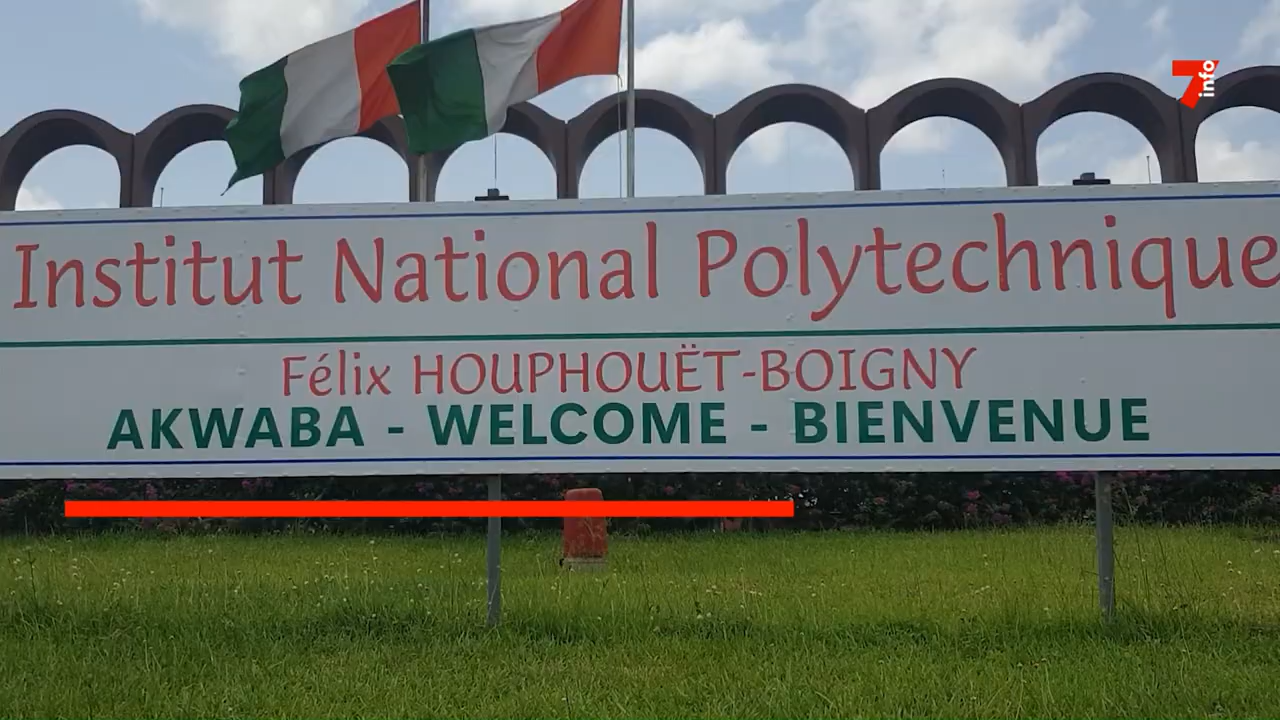 7info
Institut National Polytechnique
Félix HOUPHOUËT-BOIGNY
AKWABA - WELCOME - BIENVENUE